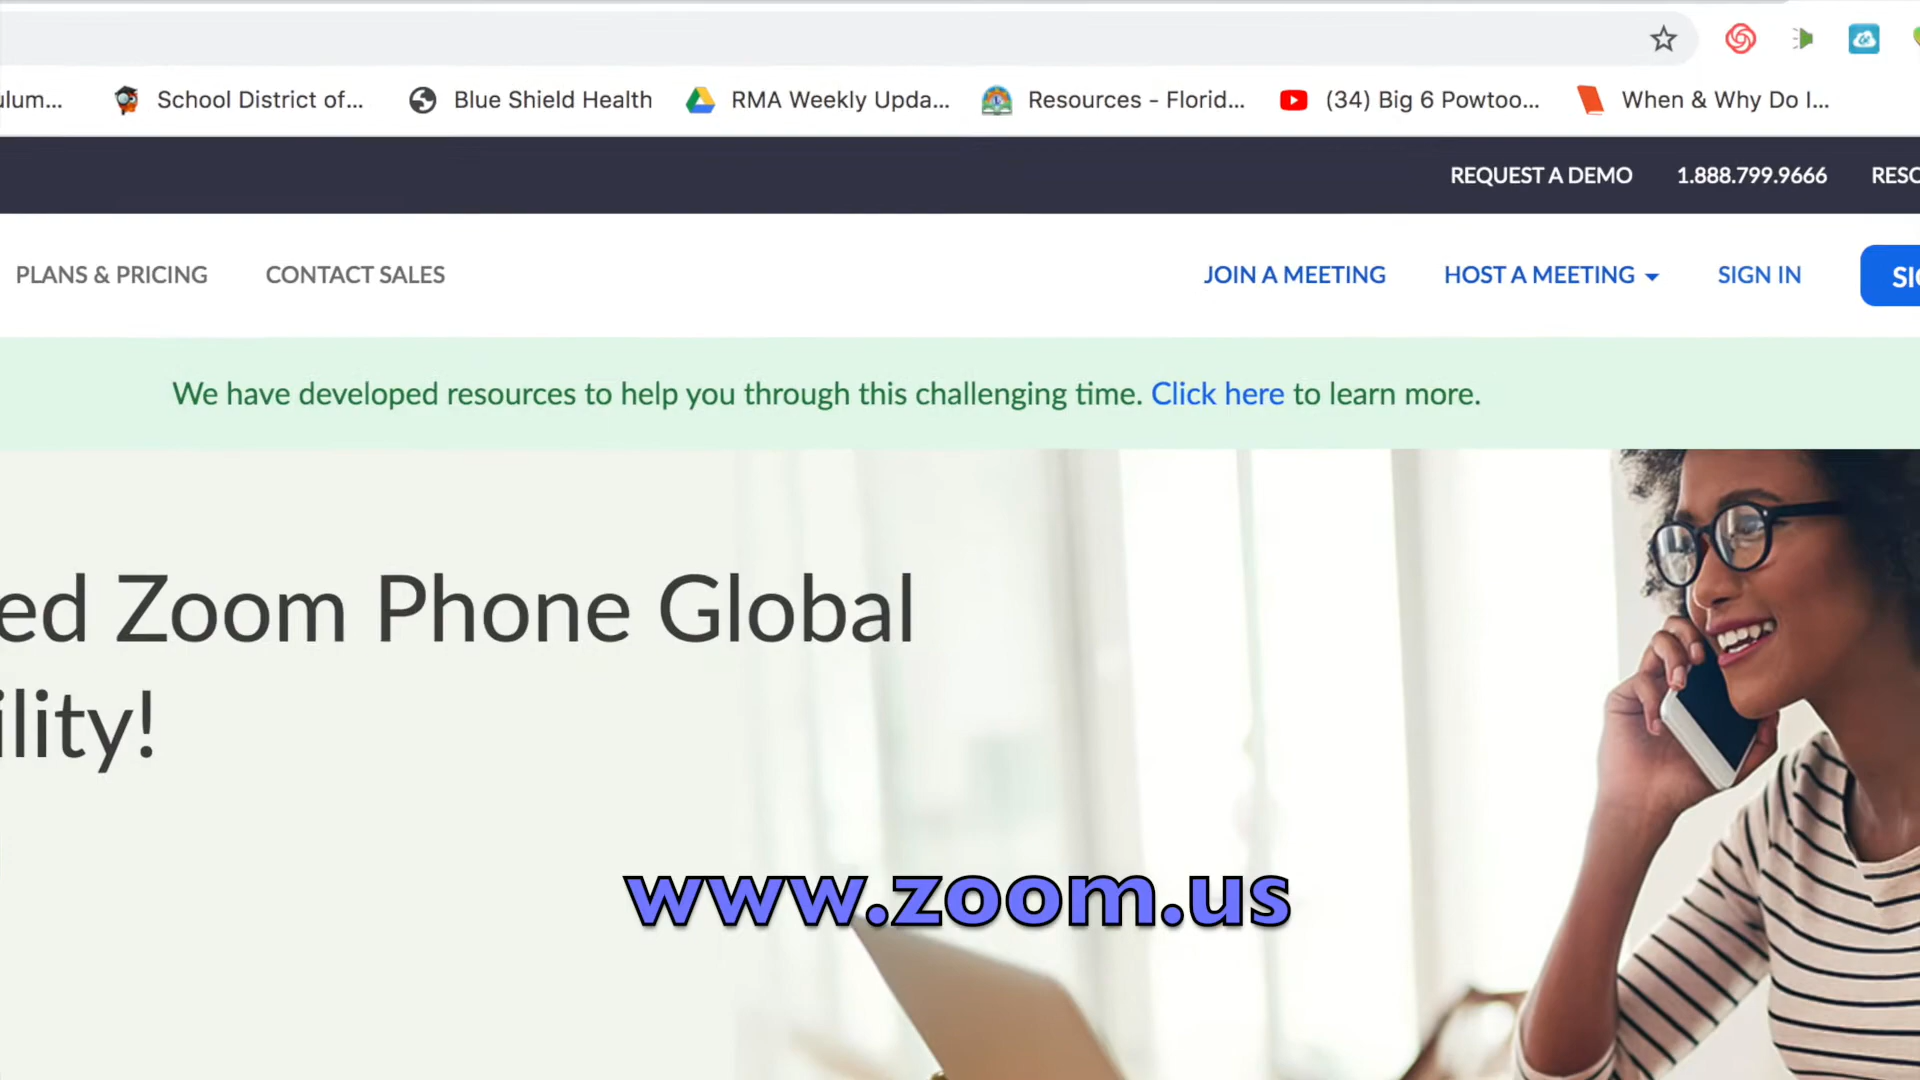 ulum...
School District of...
Blue Shield Health
RMA Weekly Upda...
Resources - Florid...
(34) Big 6 Powtoo...
When & Why Do I...
REQUEST A DEMO
1.888.799.9666
RESO
PLANS & PRICING
CONTACT SALES
JOIN A MEETING
HOST A MEETING
SIGN IN
SI
We have developed resources to help you through this challenging time. Click here to learn more.
ed Zoom Phone Global
ility!
www.zoom.us